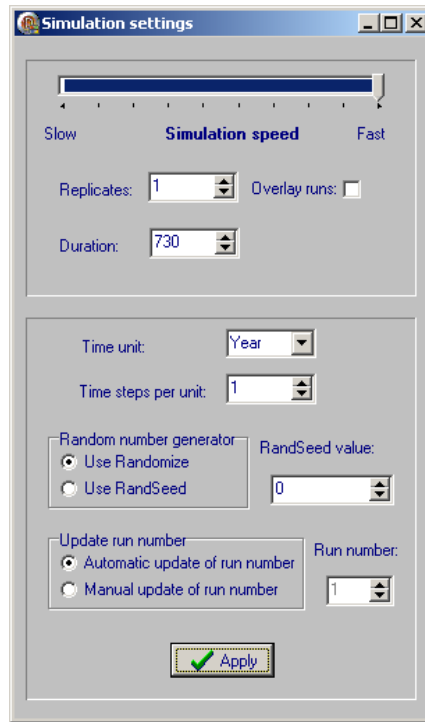 Simulation settings
Slow Simulation speed Fast
Replicates: 1 Overlay runs:
Duration: 730
Time unit: Year
Time steps per unit: 1
Random number generator
Use Randomize
Use RandSeed
RandSeed value:
0
Update run number
Automatic update of run number
Manual update of run number
Run number:
1
Apply